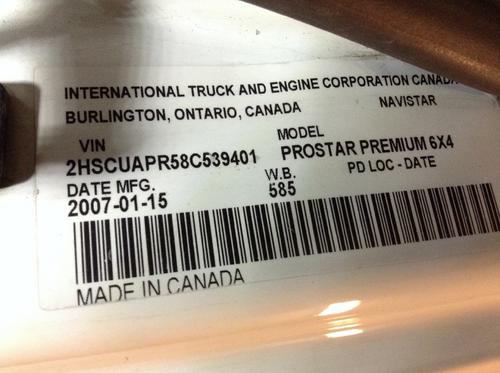 INTERNATIONAL TRUCK AND ENGINE CORPORATION CANADA
BURLINGTON, ONTARIO, CANADA NAVISTAR
VIN MODEL
2HSCUAPR58C539401 PROSTAR PREMIUM 6X4
DATE MFG. W.B. PD LOC - DATE
2007-01-15 585
MADE IN CANADA